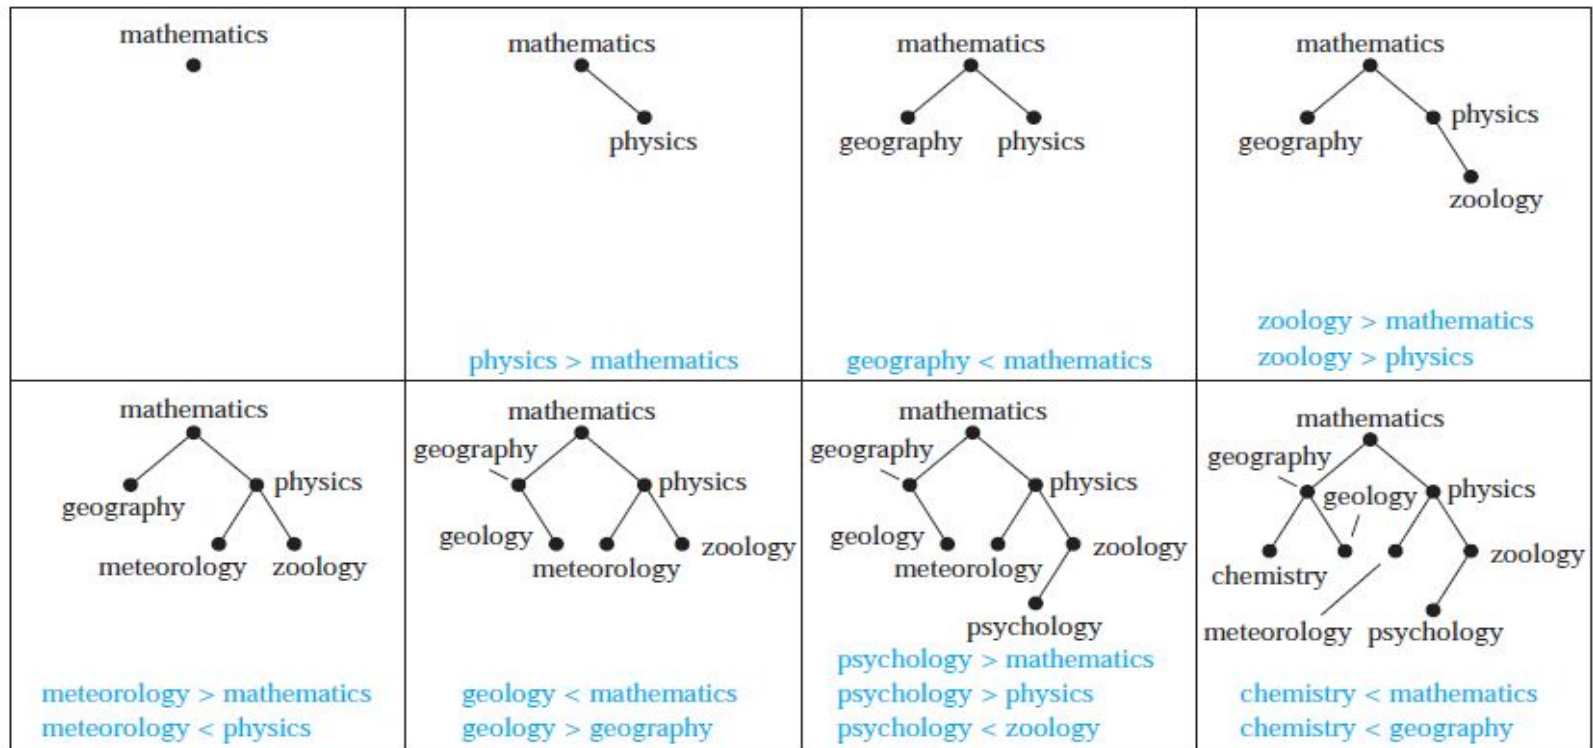 mathematics
mathematics
physics
physics > mathematics
mathematics
geography
physics
geography < mathematics
mathematics
physics
geography
zoology
zoology > mathematics
zoology > physics
mathematics
physics
geography
meteorology
zoology
meteorology > mathematics
meteorology < physics
mathematics
geography
physics
geology
zoology
meteorology
geology < mathematics
geology > geography
mathematics
geography
physics
geology
zoology
meteorology
psychology
psychology > mathematics
psychology > physics
psychology < zoology
mathematics
geography
geology
physics
zoology
chemistry
meteorology
psychology
chemistry < mathematics
chemistry < geography